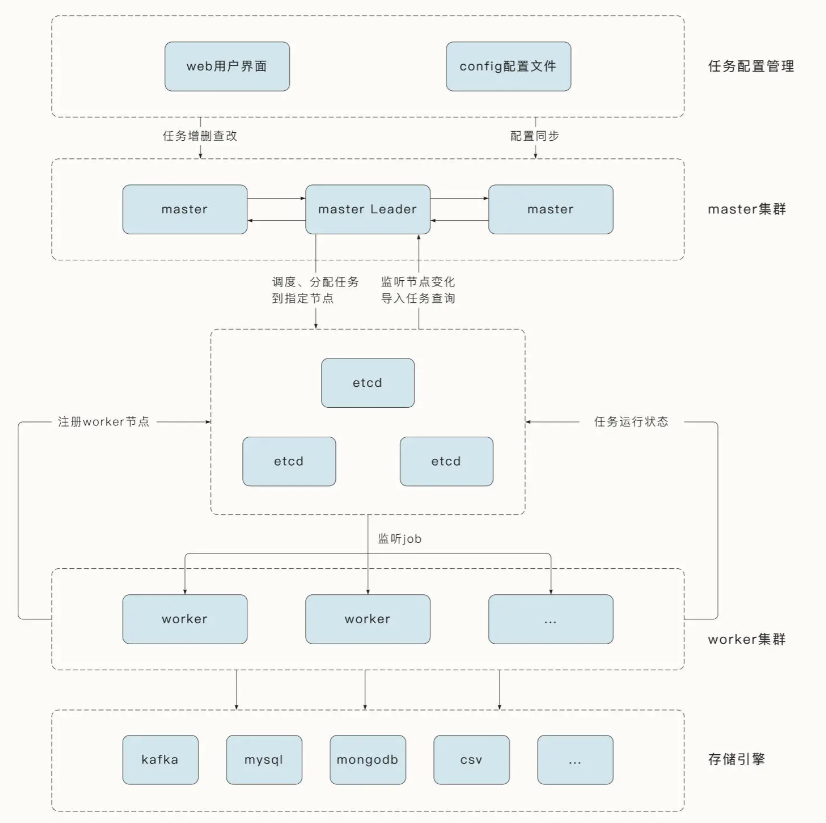 web用户界面
config配置文件
任务配置管理
任务增删查改
配置同步
master
master Leader
master
master集群
调度、分配任务
到指定节点
监听节点变化
导入任务查询
etcd
注册worker节点
任务运行状态
etcd
etcd
监听job
worker
worker
...
worker集群
kafka
mysql
mongodb
csv
...
存储引擎